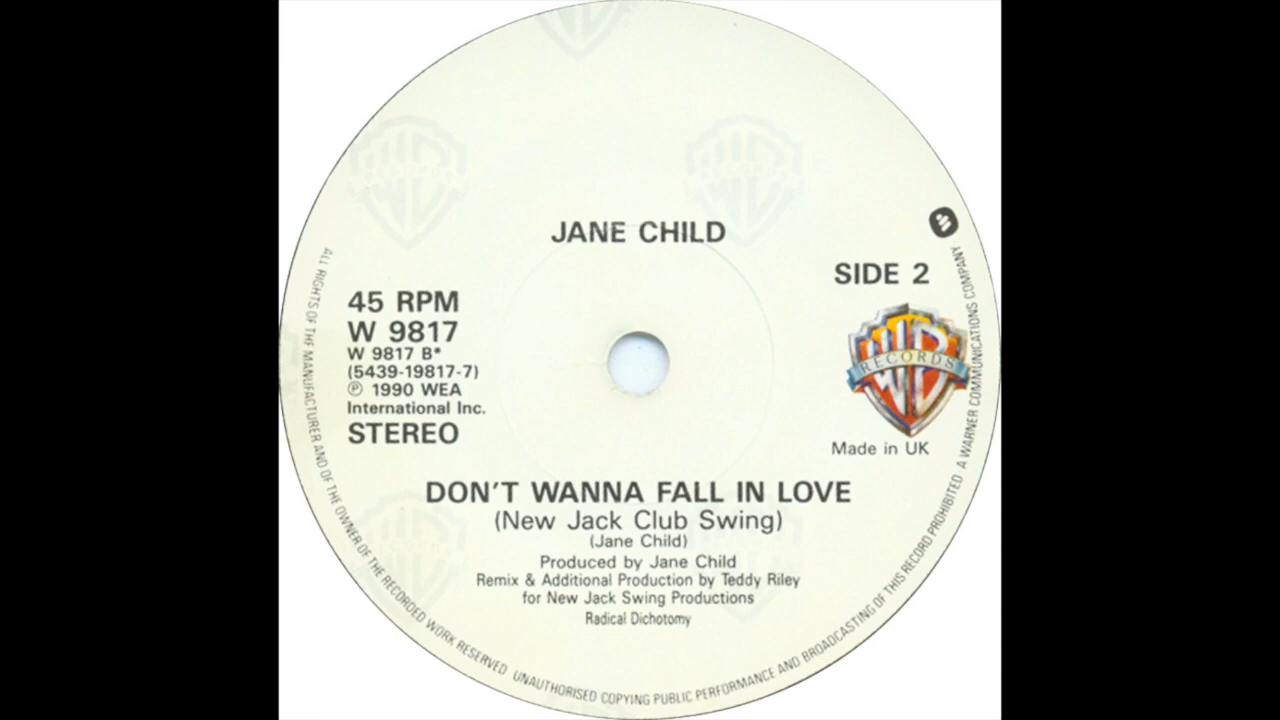 JANE CHILD
SIDE 2
45 RPM
W 9817
W 9817 B*
(5439-19817-7)
Ⓟ 1990 WEA
International Inc.
STEREO
RECORDS
Made in UK
DON'T WANNA FALL IN LOVE
(New Jack Club Swing)
(Jane Child)
Produced by Jane Child
Remix & Additional Production by Teddy Riley
for New Jack Swing Productions
Radical Dichotomy
ALL RIGHTS OF THE MANUFACTURER AND OF THE OWNER OF THE RECORDED WORK RESERVED UNAUTHORISED COPYING PUBLIC PERFORMANCE AND BROADCASTING OF THIS RECORD PROHIBITED A WARNER COMMUNICATIONS COMPANY